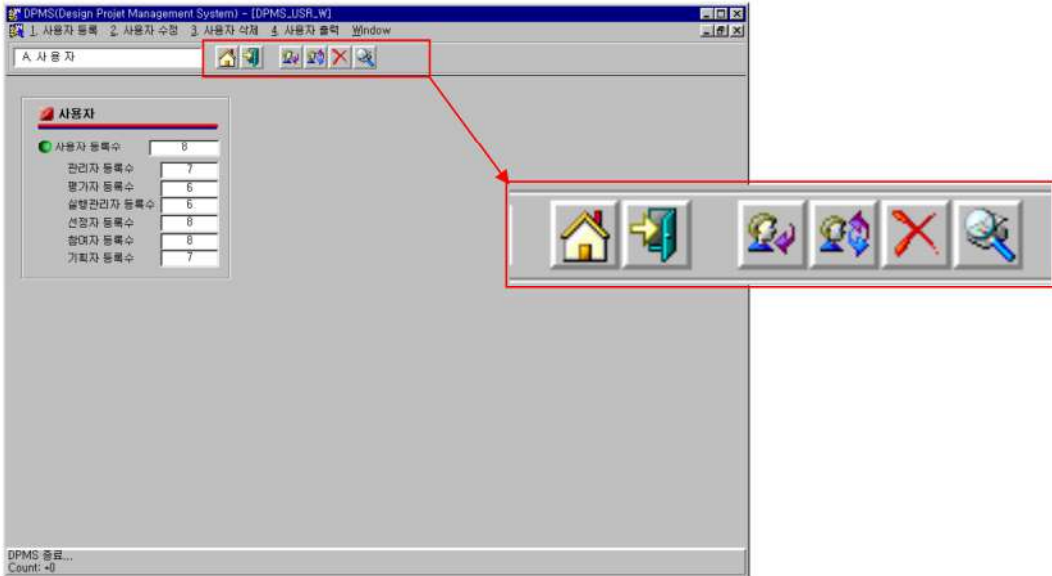 DPMS(Design Projet Management System) - [DPMS_USR_W]
1. 사용자 등록 2. 사용자 수정 3. 사용자 삭제 4. 사용자 출력 Window
A. 사 용 자
사용자
사용자 등록수 8
관리자 등록수 7
평가자 등록수 6
실행관리자 등록수 6
선정자 등록수 8
참여자 등록수 8
기획자 등록수 7
DPMS 종료...
Count: +0